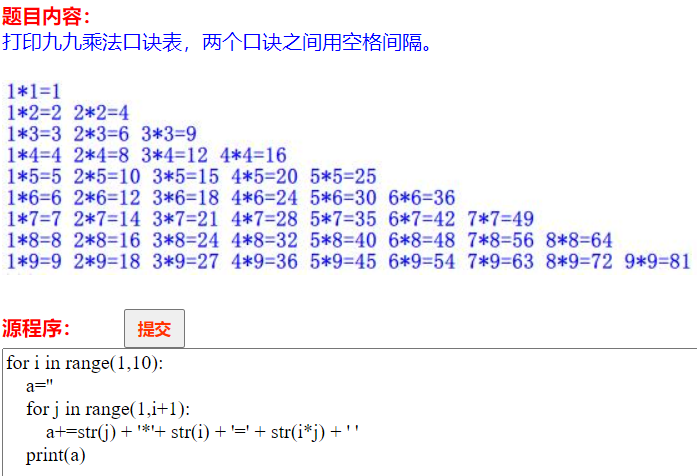 题目内容：
打印九九乘法口诀表，两个口诀之间用空格间隔。
1*1=1
1*2=2 2*2=4
1*3=3 2*3=6 3*3=9
1*4=4 2*4=8 3*4=12 4*4=16
1*5=5 2*5=10 3*5=15 4*5=20 5*5=25
1*6=6 2*6=12 3*6=18 4*6=24 5*6=30 6*6=36
1*7=7 2*7=14 3*7=21 4*7=28 5*7=35 6*7=42 7*7=49
1*8=8 2*8=16 3*8=24 4*8=32 5*8=40 6*8=48 7*8=56 8*8=64
1*9=9 2*9=18 3*9=27 4*9=36 5*9=45 6*9=54 7*9=63 8*9=72 9*9=81
源程序： 提交
for i in range(1,10):
    a=''
    for j in range(1,i+1):
        a+=str(j) + '*'+ str(i) + '=' + str(i*j) + ' '
    print(a)